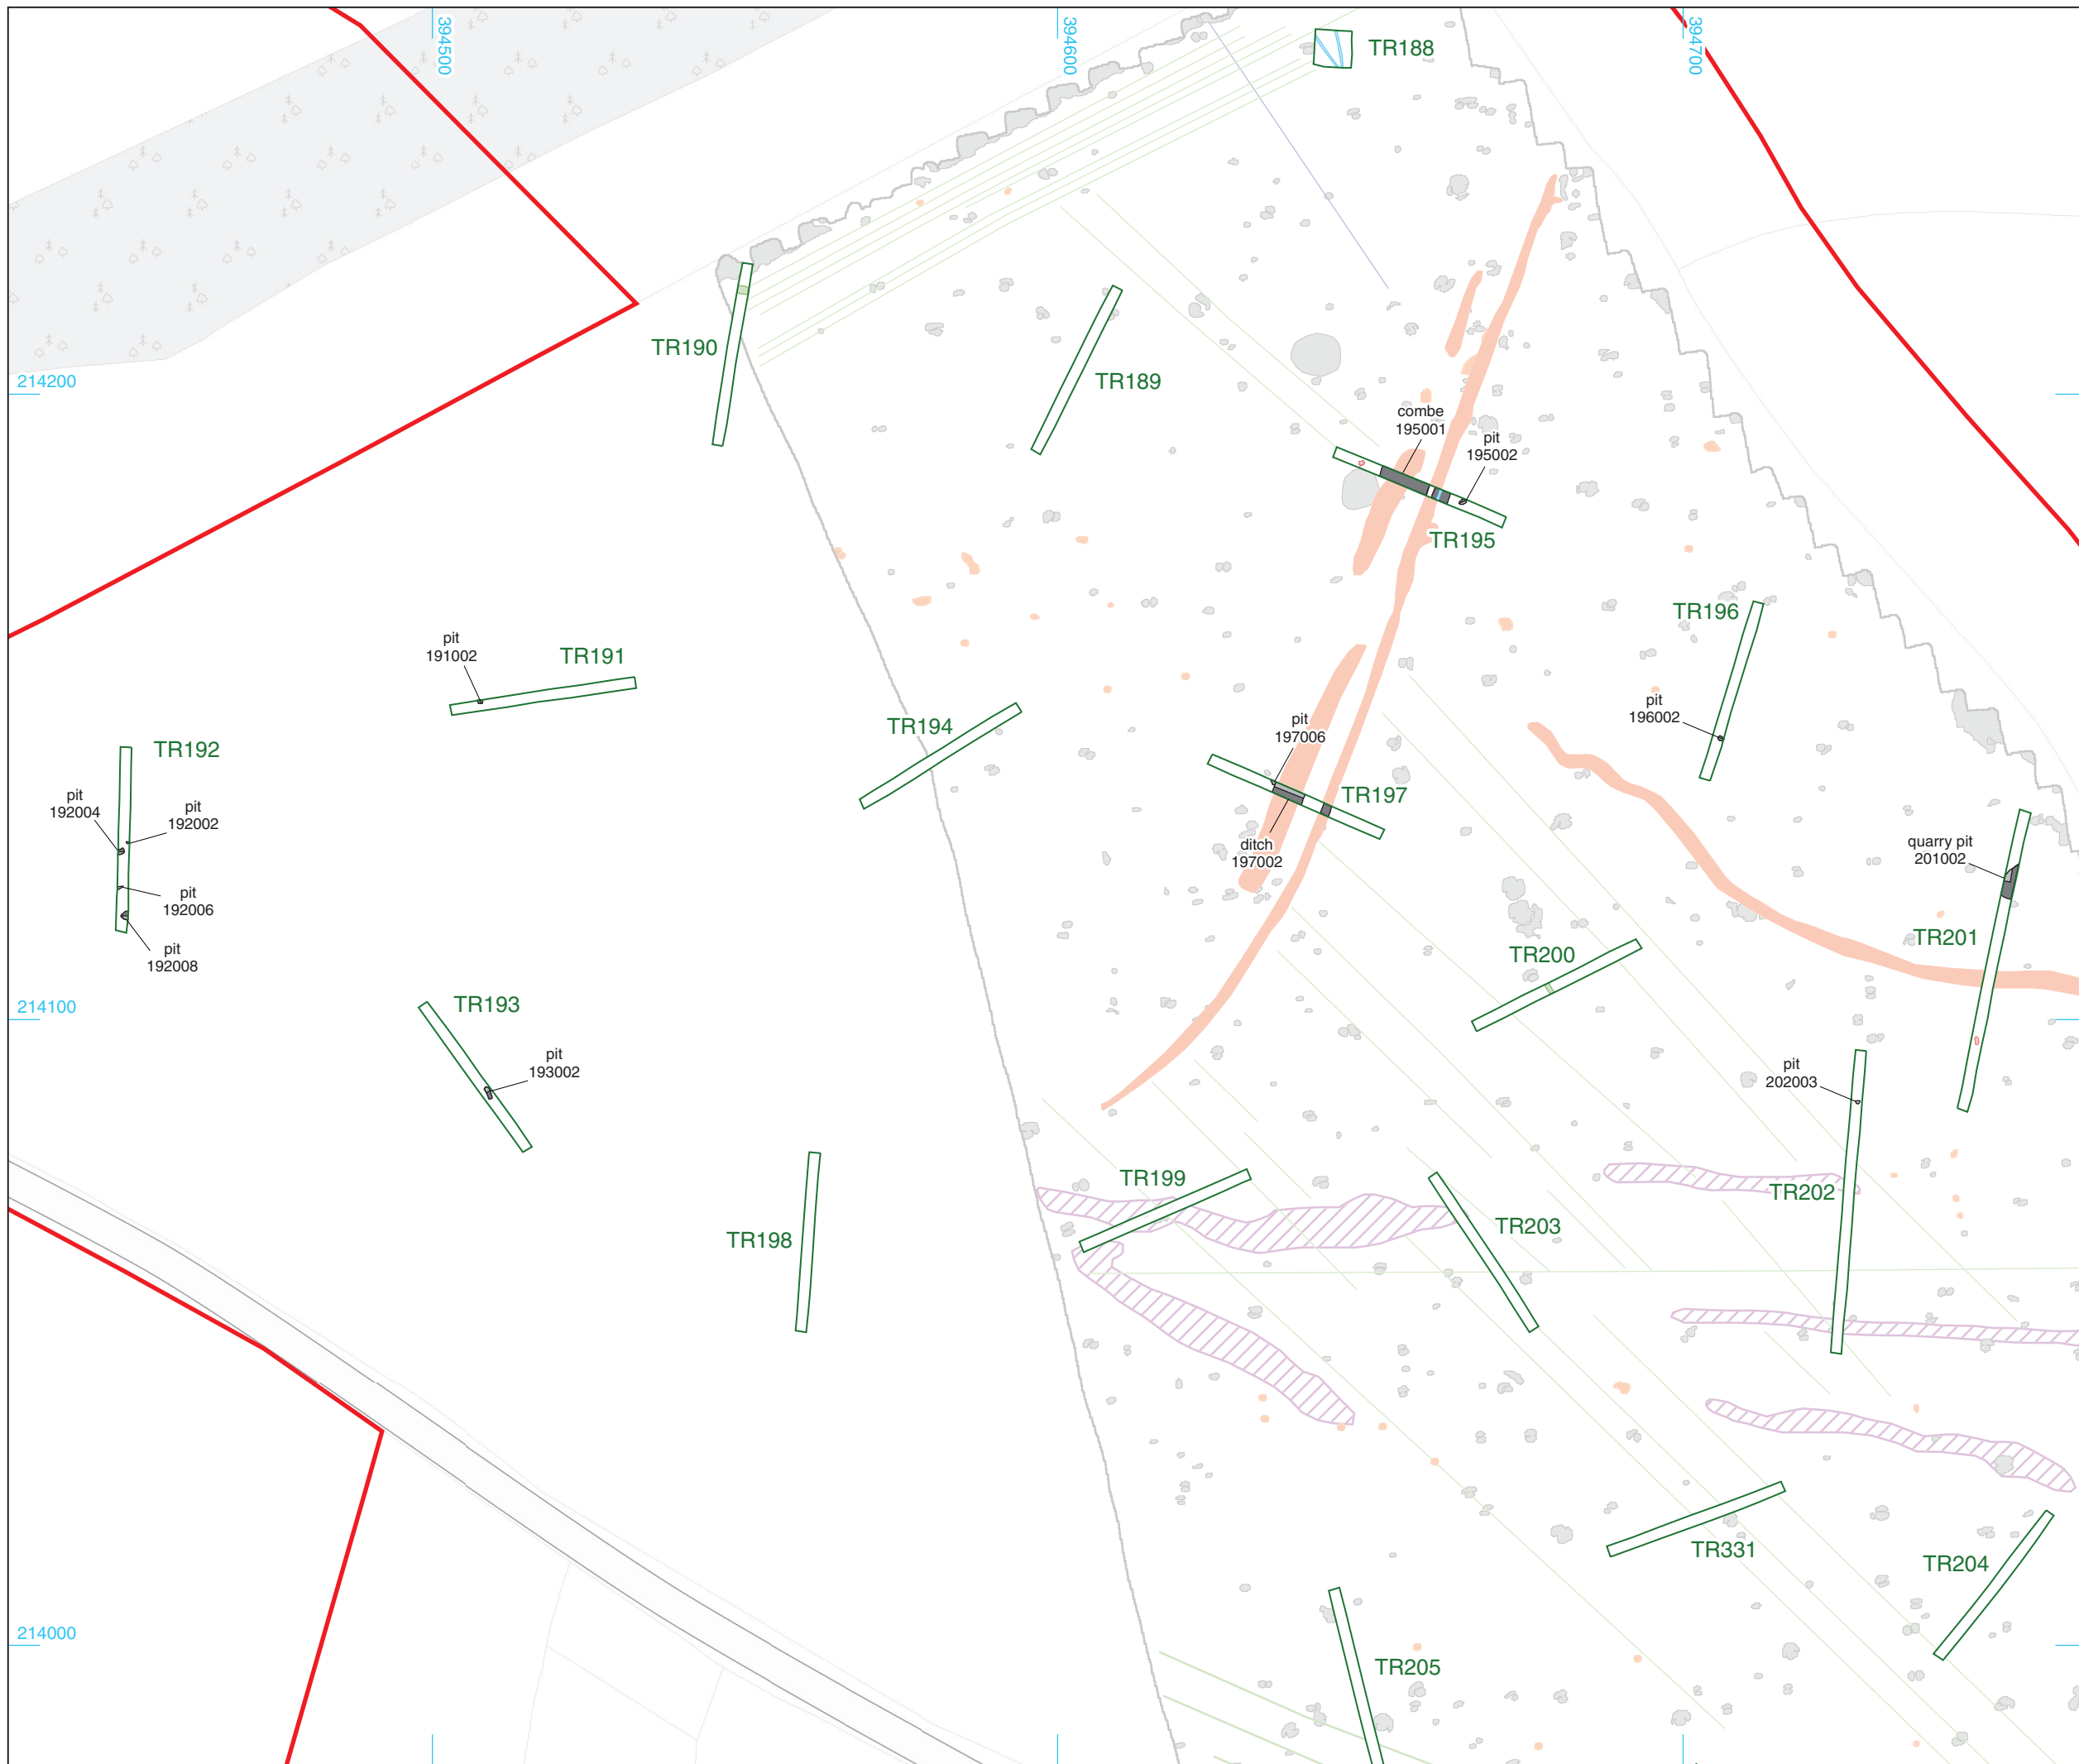 394500
394600
394700
TR188
TR190
214200
TR189
combe
195001
pit
195002
TR195
TR196
pit
191002
TR191
TR194
pit
196002
TR192
pit
197006
TR197
pit
192004
pit
192002
ditch
197002
quarry pit
201002
pit
192006
TR201
TR200
pit
192008
TR193
214100
pit
193002
pit
202003
TR199
TR202
TR198
TR203
TR331
TR204
214000
TR205